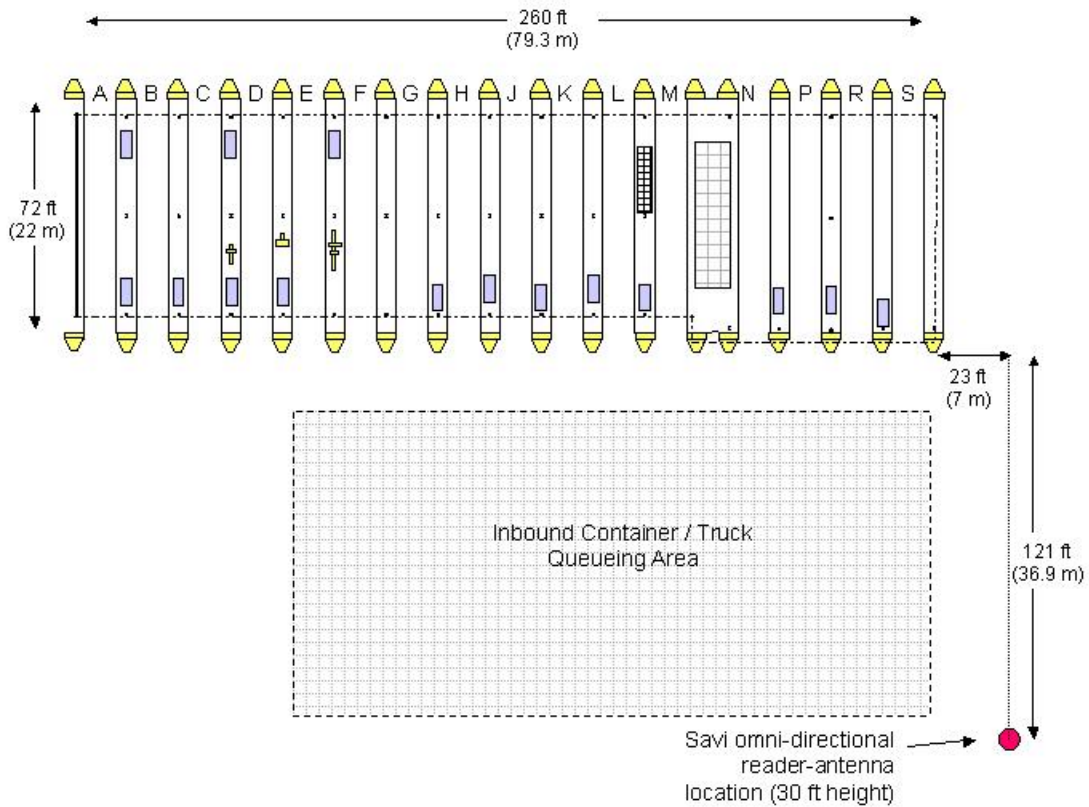 260 ft
(79.3 m)
A B C D E F G H J K L M N P R S
72 ft
(22 m)
23 ft
(7 m)
Inbound Container / Truck
Queueing Area
121 ft
(36.9 m)
Savi omni-directional
reader-antenna
location (30 ft height)